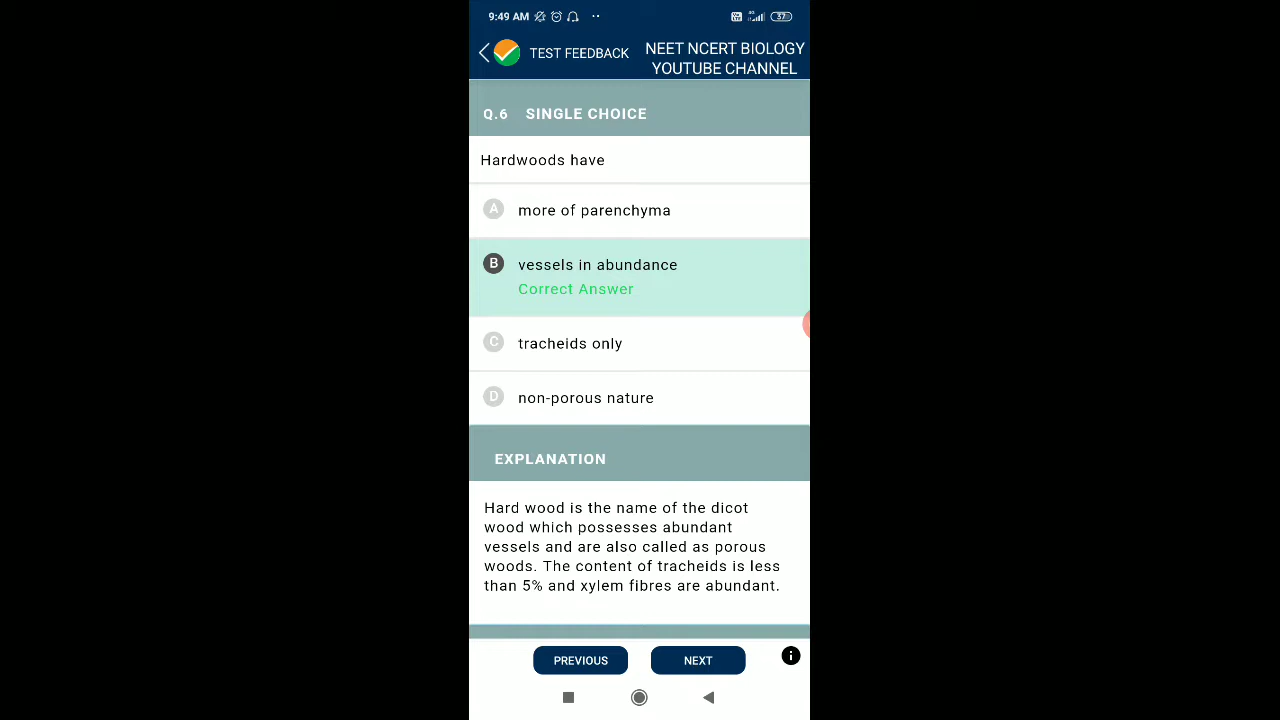 9:49 AM
57
TEST FEEDBACK
NEET NCERT BIOLOGY
YOUTUBE CHANNEL
Q.6 SINGLE CHOICE
Hardwoods have
A more of parenchyma
B vessels in abundance
Correct Answer
C tracheids only
D non-porous nature
EXPLANATION
Hard wood is the name of the dicot
wood which possesses abundant
vessels and are also called as porous
woods. The content of tracheids is less
than 5% and xylem fibres are abundant.
PREVIOUS NEXT